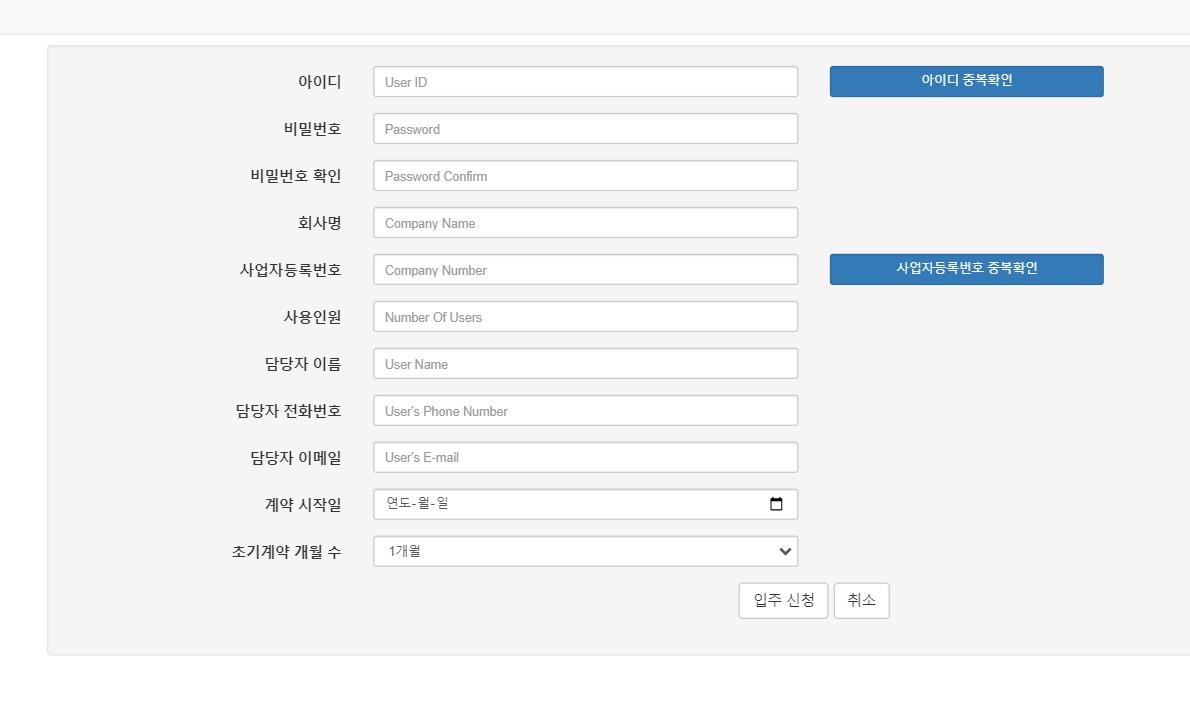 아이디 User ID 아이디 중복확인
비밀번호 Password
비밀번호 확인 Password Confirm
회사명 Company Name
사업자등록번호 Company Number 사업자등록번호 중복확인
사용인원 Number Of Users
담당자 이름 User Name
담당자 전화번호 User's Phone Number
담당자 이메일 User's E-mail
계약 시작일 연도-월-일
초기계약 개월 수 1개월
입주 신청 취소